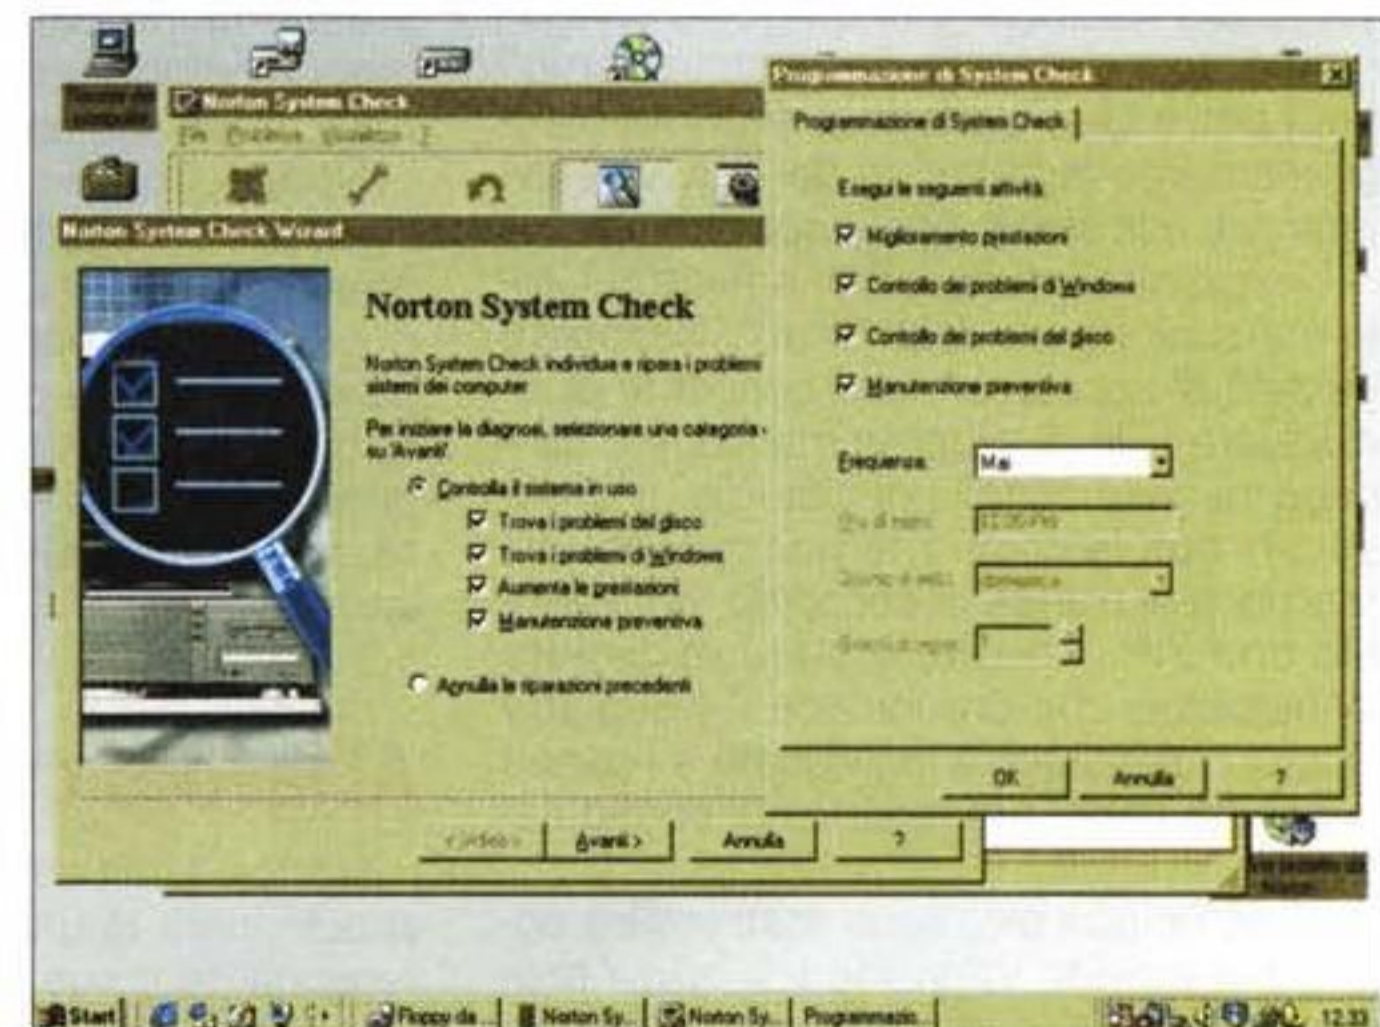 Norton System Check
File Problema Visualizza ?
Norton System Check Wizard
Norton System Check
Norton System Check individua e ripara i problemi
sistemi dei computer
Per iniziare la diagnosi, selezionare una categoria
su 'Avanti'.
Controlla il sistema in uso
Trova i problemi del disco
Trova i problemi di Windows
Aumenta le prestazioni
Manutenzione preventiva
Annulla le riparazioni precedenti
Avanti >
Annulla
?
Programmazione di System Check
Programmazione di System Check
Esegui le seguenti attività
Miglioramento prestazioni
Controllo dei problemi di Windows
Controllo dei problemi del disco
Manutenzione preventiva
Frequenza:
Mai
domenica
OK
Annulla
?
Start
Floppy da ...
Norton Sy...
Norton Sy...
Programmazio...
12.33